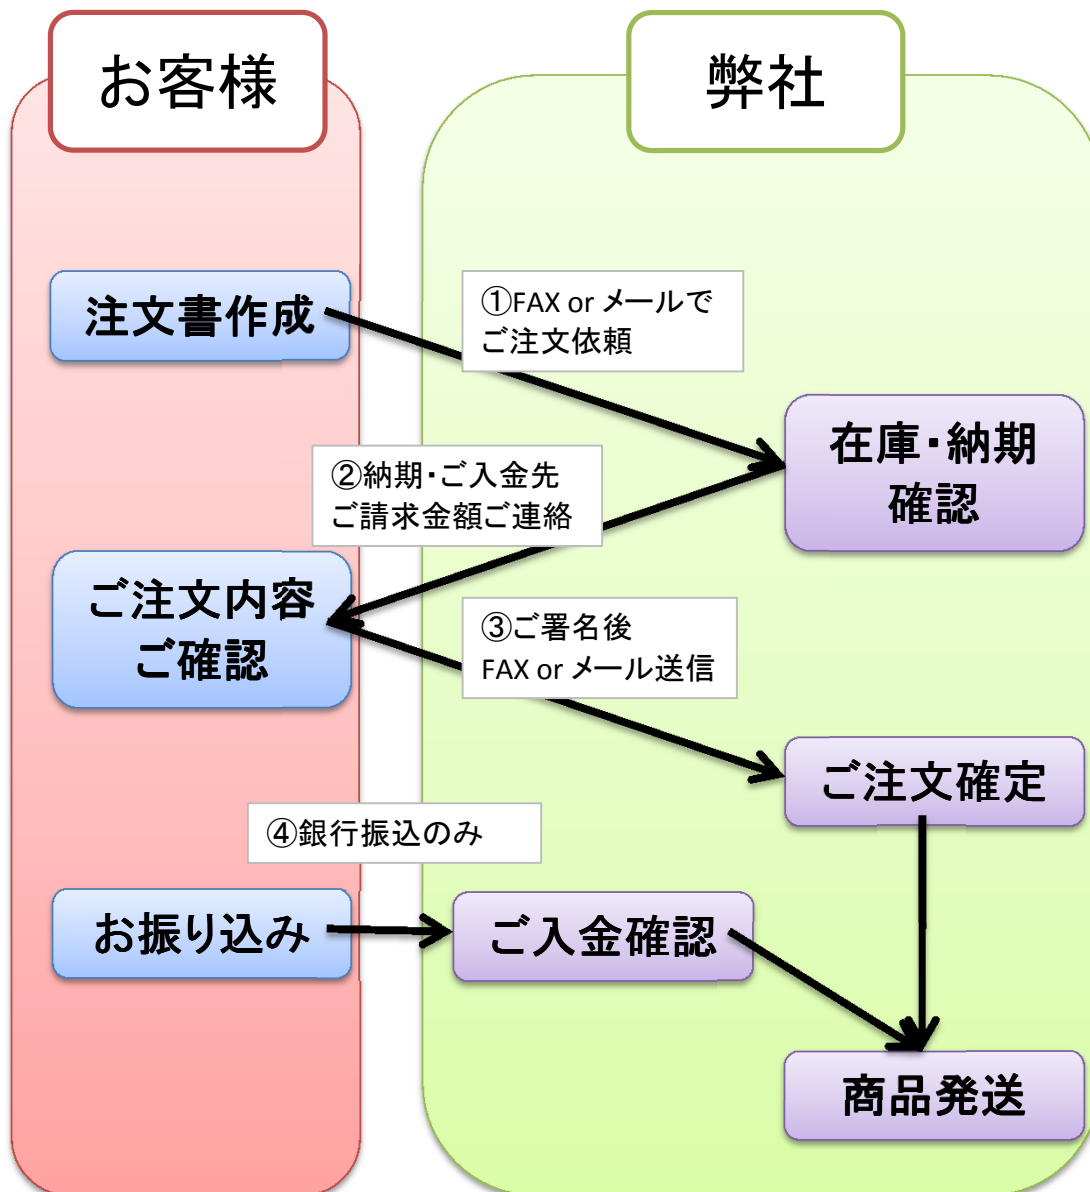 お客様
弊社
注文書作成
①FAX or メールで
ご注文依頼
在庫・納期
確認
②納期・ご入金先
ご請求金額ご連絡
ご注文内容
ご確認
③ご署名後
FAX or メール送信
ご注文確定
④銀行振込のみ
お振り込み
ご入金確認
商品発送